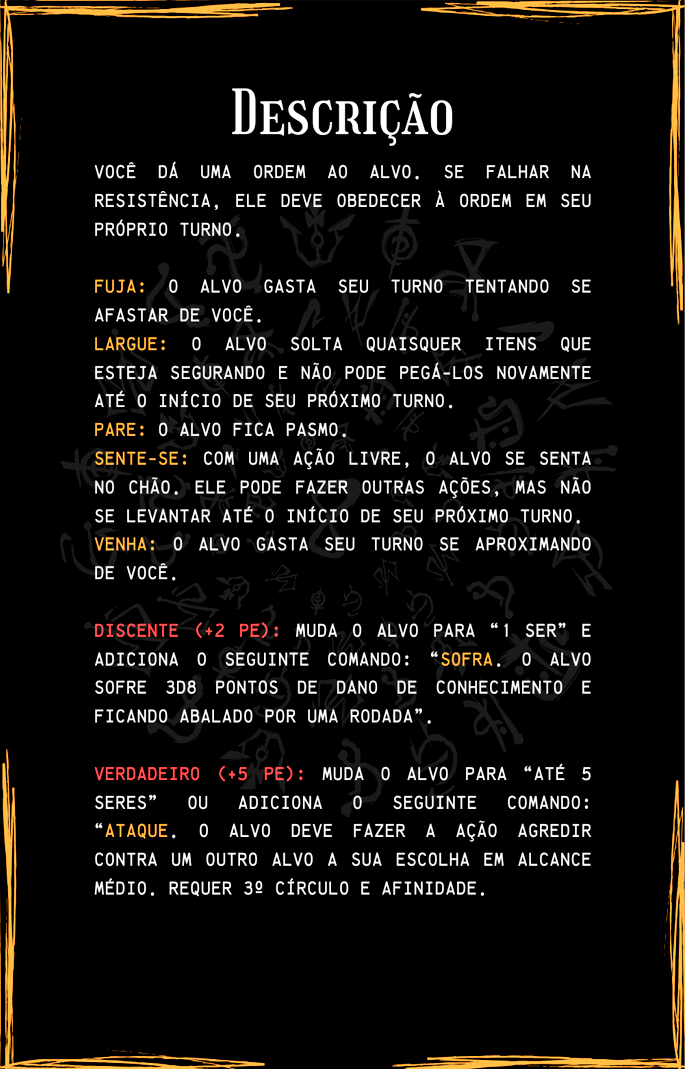 Descrição
VOCÊ DÁ UMA ORDEM AO ALVO. SE FALHAR NA
RESISTÊNCIA, ELE DEVE OBEDECER À ORDEM EM SEU
PRÓPRIO TURNO.
FUJA: O ALVO GASTA SEU TURNO TENTANDO SE
AFASTAR DE VOCÊ.
LARGUE: O ALVO SOLTA QUAISQUER ITENS QUE
ESTEJA SEGURANDO E NÃO PODE PEGÁ-LOS NOVAMENTE
ATÉ O INÍCIO DE SEU PRÓXIMO TURNO.
PARE: O ALVO FICA PASMO.
SENTE-SE: COM UMA AÇÃO LIVRE, O ALVO SE SENTA
NO CHÃO. ELE PODE FAZER OUTRAS AÇÕES, MAS NÃO
SE LEVANTAR ATÉ O INÍCIO DE SEU PRÓXIMO TURNO.
VENHA: O ALVO GASTA SEU TURNO SE APROXIMANDO
DE VOCÊ.
DISCENTE (+2 PE): MUDA O ALVO PARA “1 SER” E
ADICIONA O SEGUINTE COMANDO: “SOFRA. O ALVO
SOFRE 3D8 PONTOS DE DANO DE CONHECIMENTO E
FICANDO ABALADO POR UMA RODADA”.
VERDADEIRO (+5 PE): MUDA O ALVO PARA “ATÉ 5
SERES” OU ADICIONA O SEGUINTE COMANDO:
“ATAQUE. O ALVO DEVE FAZER A AÇÃO AGREDIR
CONTRA UM OUTRO ALVO A SUA ESCOLHA EM ALCANCE
MÉDIO. REQUER 3º CÍRCULO E AFINIDADE.